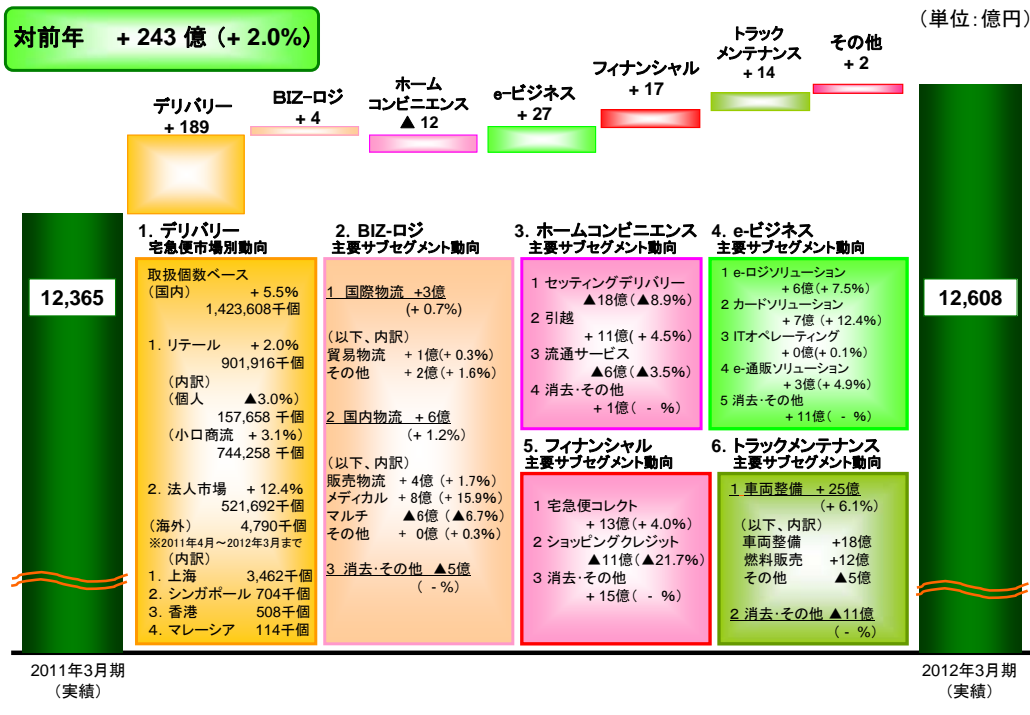 対前年 + 243 億 (+ 2.0%)
（単位：億円）
デリバリー
+ 189
BIZ-ロジ
+ 4
ホーム
コンビニエンス
▲ 12
e-ビジネス
+ 27
フィナンシャル
+ 17
トラック
メンテナンス
+ 14
その他
+ 2
12,365
12,608
1. デリバリー
宅急便市場別動向
取扱個数ベース
（国内） + 5.5%
1,423,608千個
1. リテール + 2.0%
901,916千個
（内訳）
（個人 ▲3.0%）
157,658 千個
（小口商流 + 3.1%）
744,258 千個
2. 法人市場 + 12.4%
521,692千個
（海外） 4,790千個
※2011年4月～2012年3月まで
（内訳）
1. 上海 3,462千個
2. シンガポール 704千個
3. 香港 508千個
4. マレーシア 114千個
2. BIZ-ロジ
主要サブセグメント動向
1 国際物流 +3億
(+ 0.7%)
（以下、内訳）
貿易物流 + 1億(+ 0.3%)
その他 + 2億(+ 1.6%)
2 国内物流 + 6億
(+ 1.2%)
（以下、内訳）
販売物流 + 4億(+ 1.7%)
メディカル + 8億(+ 15.9%)
マルチ ▲6億 (▲6.7%)
その他 + 0億(+ 0.3%)
3 消去・その他 ▲5億
( - %)
3. ホームコンビニエンス
主要サブセグメント動向
1 セッティングデリバリー
▲18億(▲8.9%)
2 引越
+ 11億(+ 4.5%)
3 流通サービス
▲6億(▲3.5%)
4 消去・その他
+ 1億( - %)
4. e-ビジネス
主要サブセグメント動向
1 e-ロジソリューション
+ 6億(+ 7.5%)
2 カードソリューション
+ 7億 (+ 12.4%)
3 ITオペレーティング
+ 0億(+ 0.1%)
4 e-通販ソリューション
+ 3億(+ 4.9%)
5 消去・その他
+ 11億( - %)
5. フィナンシャル
主要サブセグメント動向
1 宅急便コレクト
+ 13億(+ 4.0%)
2 ショッピングクレジット
▲11億(▲21.7%)
3 消去・その他
+ 15億( - %)
6. トラックメンテナンス
主要サブセグメント動向
1 車両整備 + 25億
(+ 6.1%)
（以下、内訳）
車両整備 +18億
燃料販売 +12億
その他 ▲5億
2 消去・その他 ▲11億
( - %)
2011年3月期
（実績）
2012年3月期
（実績）